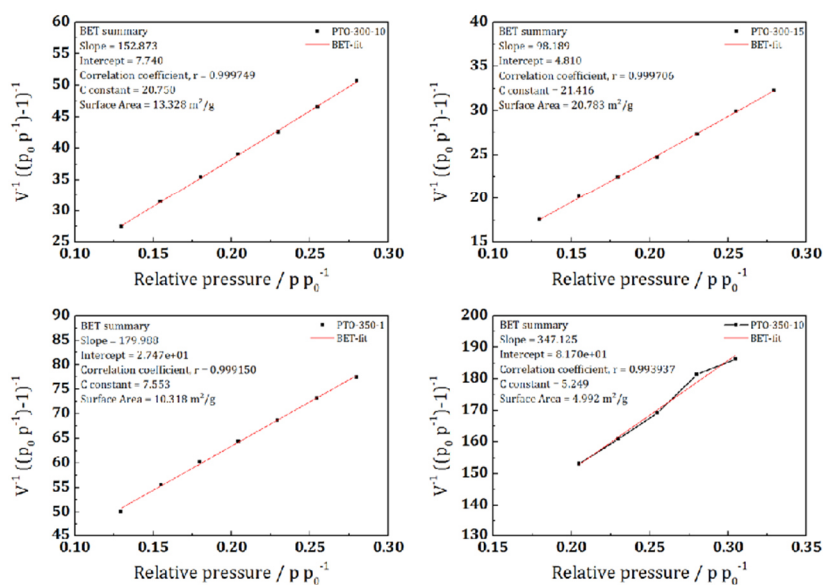 BET summary
Slope = 152.873
Intercept = 7.740
Correlation coefficient, r = 0.999749
C constant = 20.750
Surface Area = 13.328 m²/g
PTO-300-10
BET-fit
60
55
50
45
40
35
30
25
0.10
0.15
0.20
0.25
0.30
V⁻¹ ((p₀ p⁻¹)-1)⁻¹
Relative pressure / p p₀⁻¹
BET summary
Slope = 98.189
Intercept = 4.810
Correlation coefficient, r = 0.999706
C constant = 21.416
Surface Area = 20.783 m²/g
PTO-300-15
BET-fit
40
35
30
25
20
15
0.10
0.15
0.20
0.25
0.30
V⁻¹ ((p₀ p⁻¹)-1)⁻¹
Relative pressure / p p₀⁻¹
BET summary
Slope = 179.988
Intercept = 2.747e+01
Correlation coefficient, r = 0.999150
C constant = 7.553
Surface Area = 10.318 m²/g
PTO-350-1
BET-fit
90
85
80
75
70
65
60
55
50
45
0.10
0.15
0.20
0.25
0.30
V⁻¹ ((p₀ p⁻¹)-1)⁻¹
Relative pressure / p p₀⁻¹
BET summary
Slope = 347.125
Intercept = 8.170e+01
Correlation coefficient, r = 0.993937
C constant = 5.249
Surface Area = 4.992 m²/g
PTO-350-10
BET-fit
200
190
180
170
160
150
140
130
0.15
0.20
0.25
0.30
0.35
V⁻¹ ((p₀ p⁻¹)-1)⁻¹
Relative pressure / p p₀⁻¹